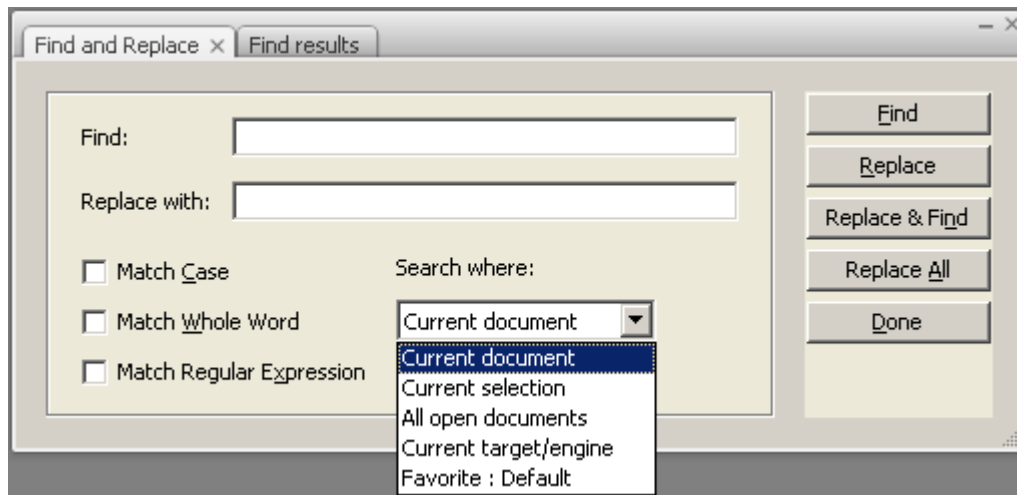 Find and Replace
Find results
Find:
Replace with:
Match Case
Match Whole Word
Match Regular Expression
Search where:
Current document
Current document
Current selection
All open documents
Current target/engine
Favorite : Default
Find
Replace
Replace & Find
Replace All
Done